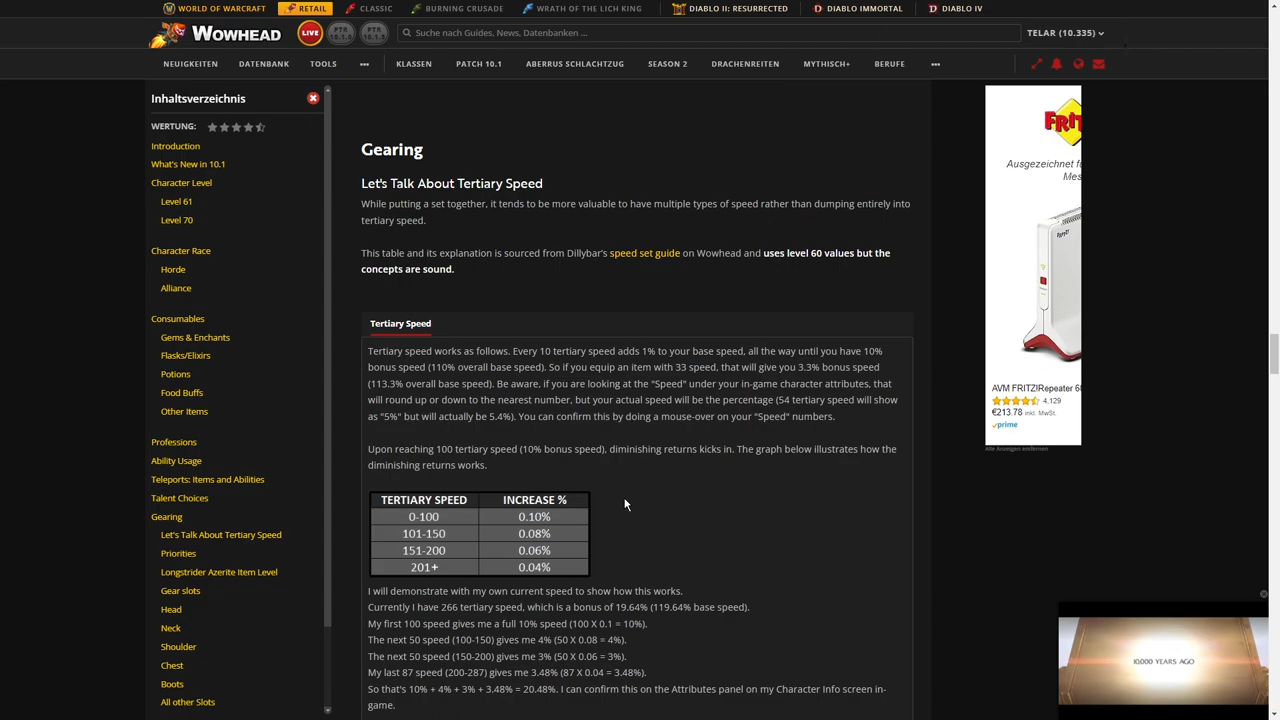 WORLD OF WARCRAFT RETAIL CLASSIC BURNING CRUSADE WRATH OF THE LICH KING DIABLO II: RESURRECTED DIABLO IMMORTAL DIABLO IV
WOWHEAD LIVE PTR 10.1.0 PTR 10.1.5 Suche nach Guides, News, Datenbanken ... TELAR (10.335)
NEUIGKEITEN DATENBANK TOOLS ••• KLASSEN PATCH 10.1 ABERRUS SCHLACHTZUG SEASON 2 DRACHENREITEN MYTHISCH+ BERUFE •••
Inhaltsverzeichnis
WERTUNG:
Introduction
What's New in 10.1
Character Level
Level 61
Level 70
Character Race
Horde
Alliance
Consumables
Gems & Enchants
Flasks/Elixirs
Potions
Food Buffs
Other Items
Professions
Ability Usage
Teleports: Items and Abilities
Talent Choices
Gearing
Let's Talk About Tertiary Speed
Priorities
Longstrider Azerite Item Level
Gear slots
Head
Neck
Shoulder
Chest
Boots
All other Slots
Gearing
Let's Talk About Tertiary Speed
While putting a set together, it tends to be more valuable to have multiple types of speed rather than dumping entirely into
tertiary speed.
This table and its explanation is sourced from Dillybar's speed set guide on Wowhead and uses level 60 values but the
concepts are sound.
Tertiary Speed
Tertiary speed works as follows. Every 10 tertiary speed adds 1% to your base speed, all the way until you have 10%
bonus speed (110% overall base speed). So if you equip an item with 33 speed, that will give you 3.3% bonus speed
(113.3% overall base speed). Be aware, if you are looking at the "Speed" under your in-game character attributes, that
will round up or down to the nearest number, but your actual speed will be the percentage (54 tertiary speed will show
as "5%" but will actually be 5.4%). You can confirm this by doing a mouse-over on your "Speed" numbers.
Upon reaching 100 tertiary speed (10% bonus speed), diminishing returns kicks in. The graph below illustrates how the
diminishing returns works.
TERTIARY SPEED INCREASE %
0-100 0.10%
101-150 0.08%
151-200 0.06%
201+ 0.04%
I will demonstrate with my own current speed to show how this works.
Currently I have 266 tertiary speed, which is a bonus of 19.64% (119.64% base speed).
My first 100 speed gives me a full 10% speed (100 X 0.1 = 10%).
The next 50 speed (100-150) gives me 4% (50 X 0.08 = 4%).
The next 50 speed (150-200) gives me 3% (50 X 0.06 = 3%).
My last 87 speed (200-287) gives me 3.48% (87 X 0.04 = 3.48%).
So that's 10% + 4% + 3% + 3.48% = 20.48%. I can confirm this on the Attributes panel on my Character Info screen in-
game.
FRITZ
Ausgezeichnet fü
Mes
AVM FRITZ!Repeater 60
4.129
€213.78 inkl. MwSt.
prime
Alle Anzeigen entfernen
10,000 YEARS AGO